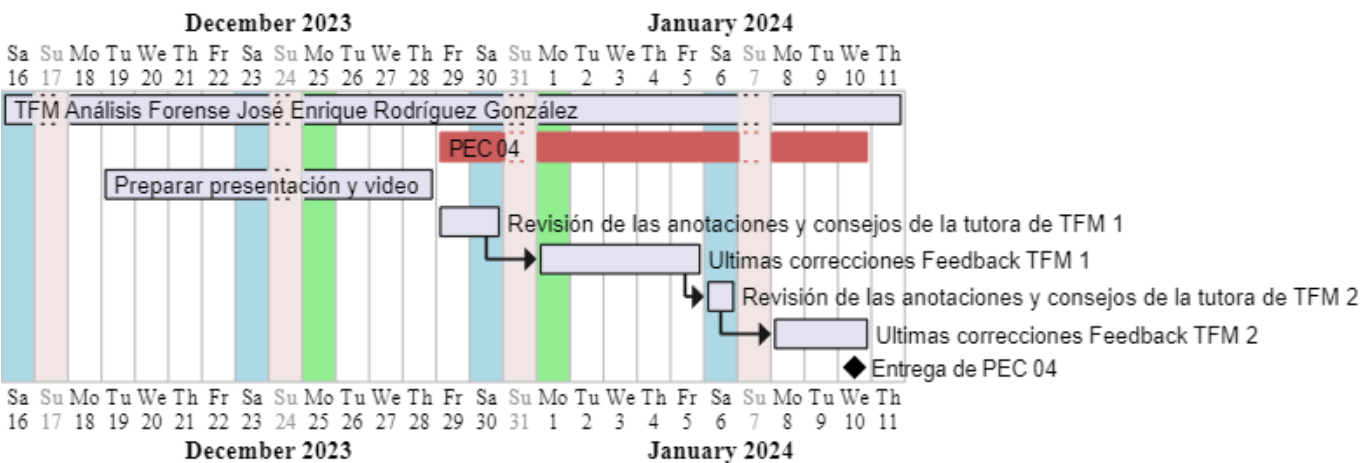 December 2023 January 2024
Sa Su Mo Tu We Th Fr Sa Su Mo Tu We Th Fr Sa Su Mo Tu We Th Fr Sa Su Mo Tu We Th
16 17 18 19 20 21 22 23 24 25 26 27 28 29 30 31 1 2 3 4 5 6 7 8 9 10 11
TFM Análisis Forense José Enrique Rodríguez González
PEC 04
Preparar presentación y video
Revisión de las anotaciones y consejos de la tutora de TFM 1
Ultimas correcciones Feedback TFM 1
Revisión de las anotaciones y consejos de la tutora de TFM 2
Ultimas correcciones Feedback TFM 2
Entrega de PEC 04
Sa Su Mo Tu We Th Fr Sa Su Mo Tu We Th Fr Sa Su Mo Tu We Th Fr Sa Su Mo Tu We Th
16 17 18 19 20 21 22 23 24 25 26 27 28 29 30 31 1 2 3 4 5 6 7 8 9 10 11
December 2023 January 2024